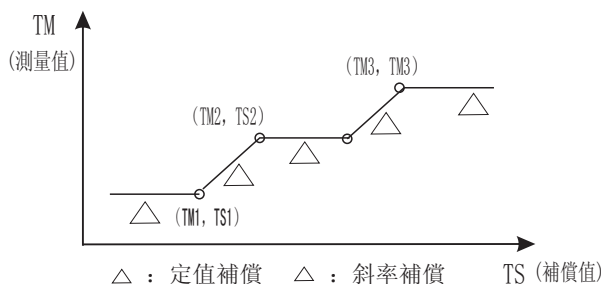 TM
(測量值)
(TM3, TM3)
(TM2, TS2)
(TM1, TS1)
△ : 定值補償 △ : 斜率補償 TS (補償值)